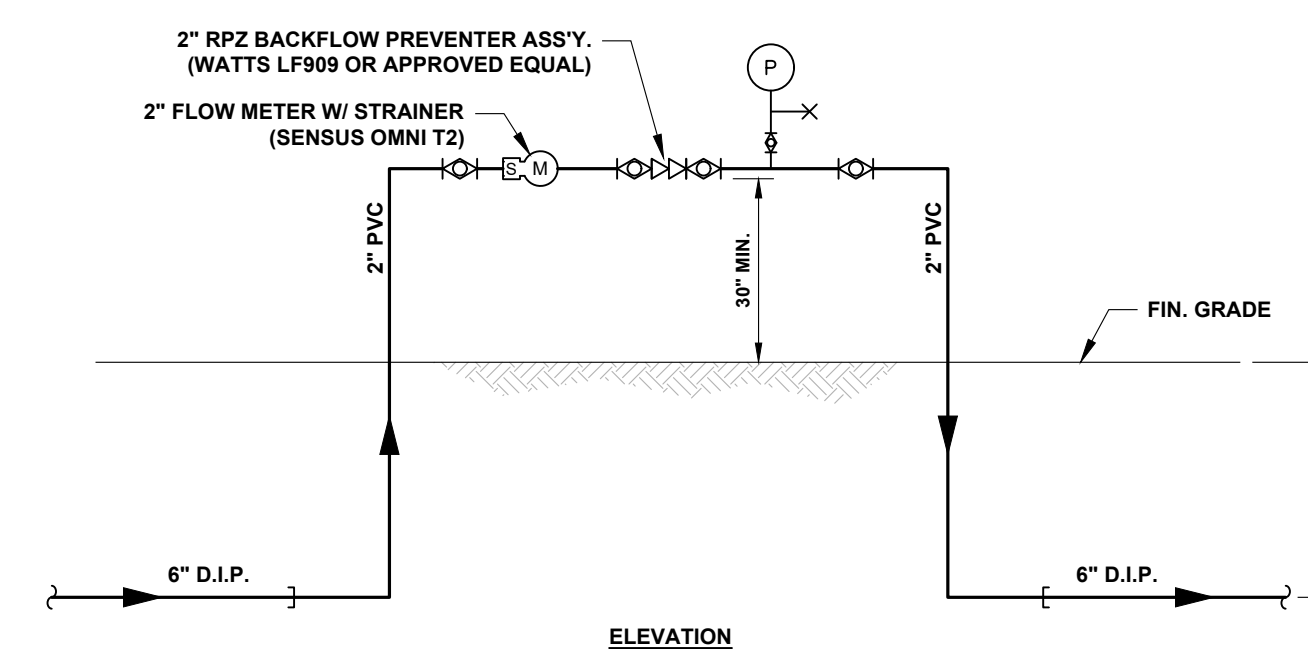 2" RPZ BACKFLOW PREVENTER ASS'Y.
(WATTS LF909 OR APPROVED EQUAL)
P
2" FLOW METER W/ STRAINER
(SENSUS OMNI T2)
S M
2" PVC
30" MIN.
2" PVC
FIN. GRADE
6" D.I.P.
6" D.I.P.
ELEVATION